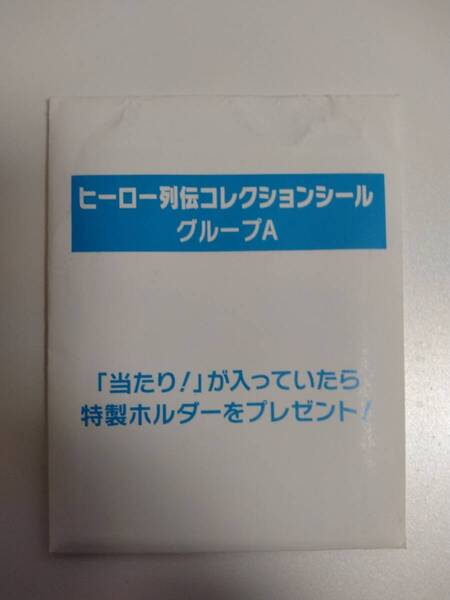 ヒーロー列伝コレクションシール
グループA
「当たり！」が入っていたら
特製ホルダーをプレゼント！